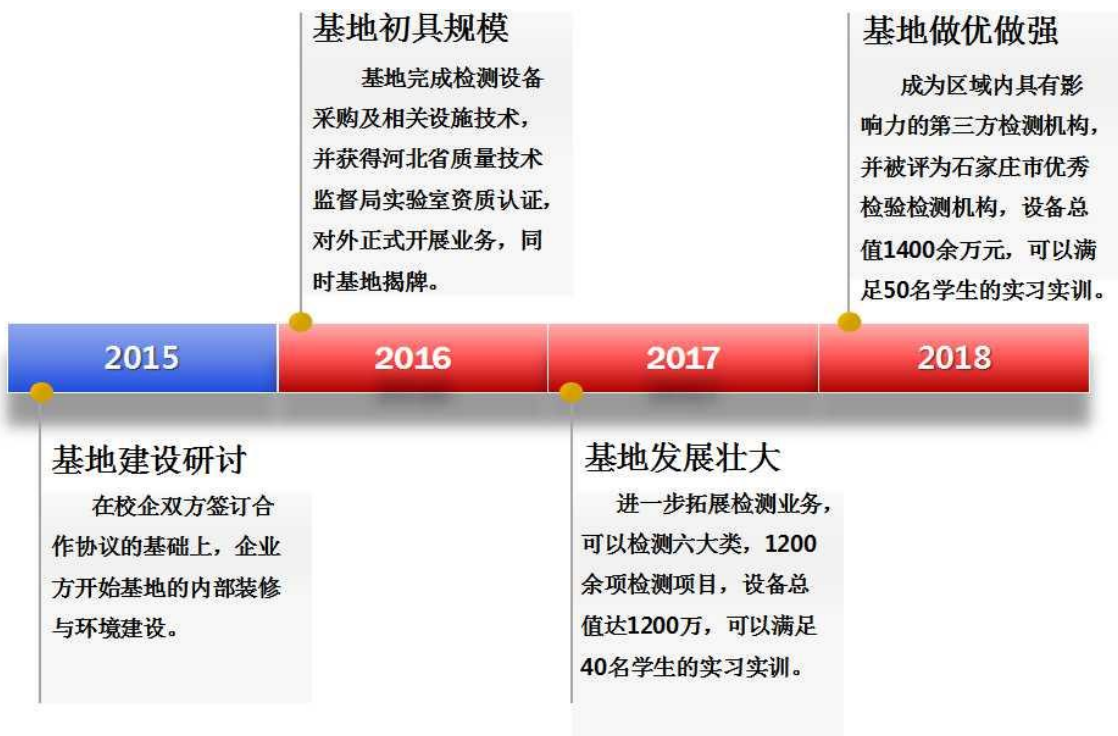 基地初具规模
基地完成检测设备
采购及相关设施技术，
并获得河北省质量技术
监督局实验室资质认证，
对外正式开展业务，同
时基地揭牌。
基地做优做强
成为区域内具有影
响力的第三方检测机构，
并被评为石家庄市优秀
检验检测机构，设备总
值1400余万元，可以满
足50名学生的实习实训。
2015
2016
2017
2018
基地建设研讨
在校企双方签订合
作协议的基础上，企业
方开始基地的内部装修
与环境建设。
基地发展壮大
进一步拓展检测业务，
可以检测六大类，1200
余项检测项目，设备总
值达1200万，可以满足
40名学生的实习实训。